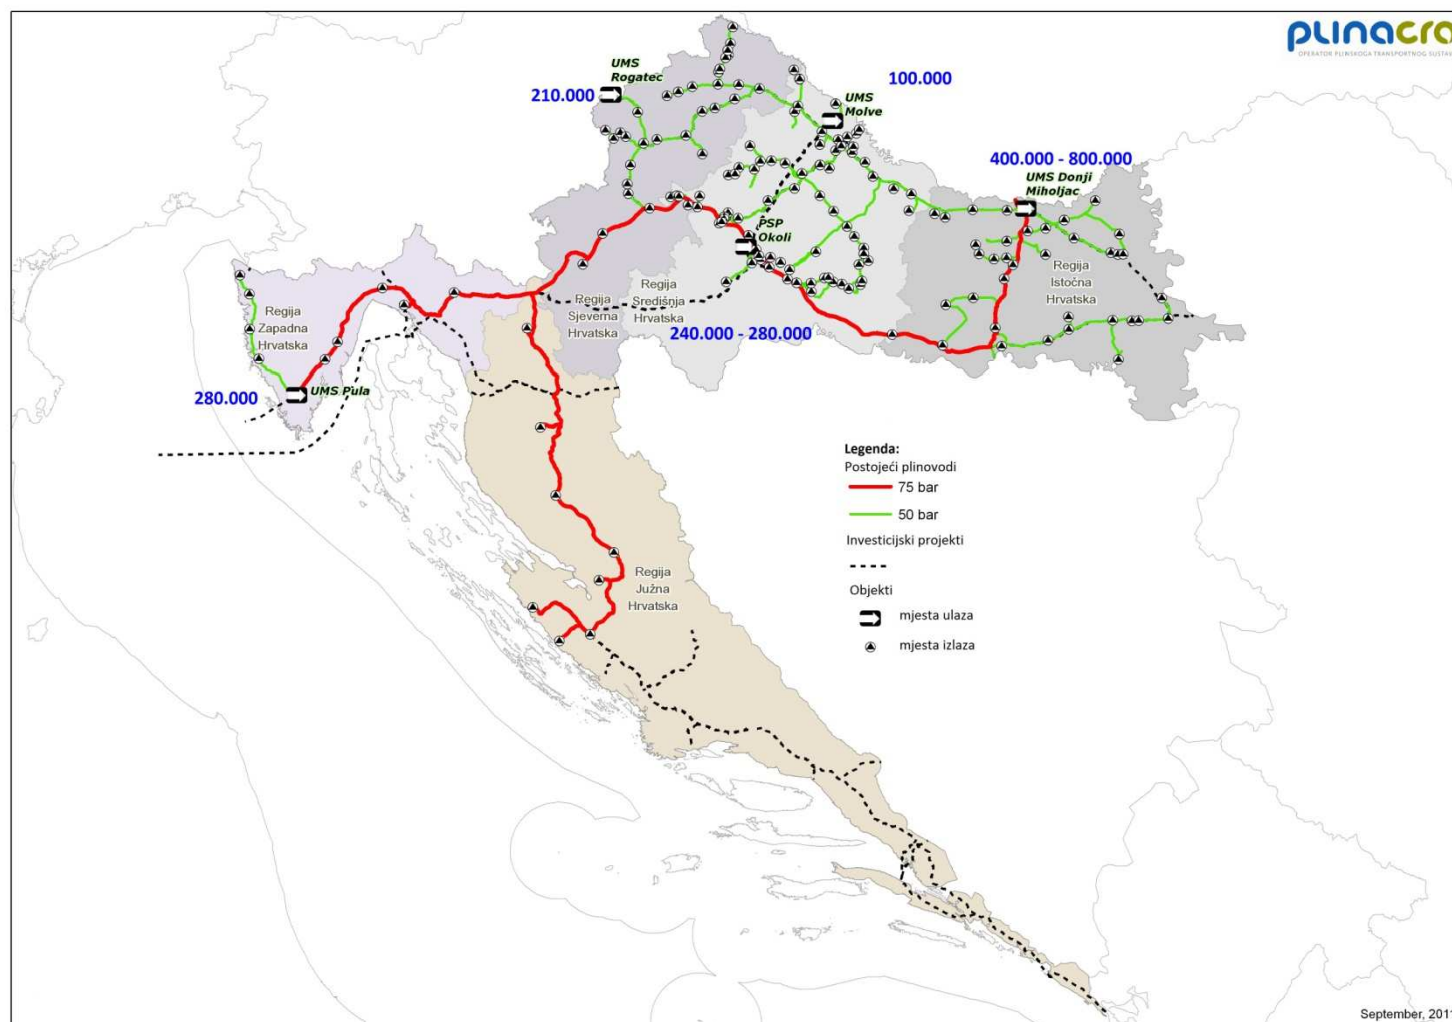 plinacro
OPERATOR PLINSKOGA TRANSPORTNOG SUSTAVA
UMS
Rogatec
210.000
100.000
UMS
Molve
400.000 - 800.000
UMS Donji
Miholjac
PSP
Okoli
Regija
Istočna
Hrvatska
Regija
Zapadna
Hrvatska
Regija
Sjeverna
Hrvatska
Regija
Središnja
Hrvatska
240.000 - 280.000
280.000
UMS Pula
Legenda:
Postojeći plinovodi
75 bar
50 bar
Investicijski projekti
Objekti
mjesta ulaza
mjesta izlaza
Regija
Južna
Hrvatska
September, 2011